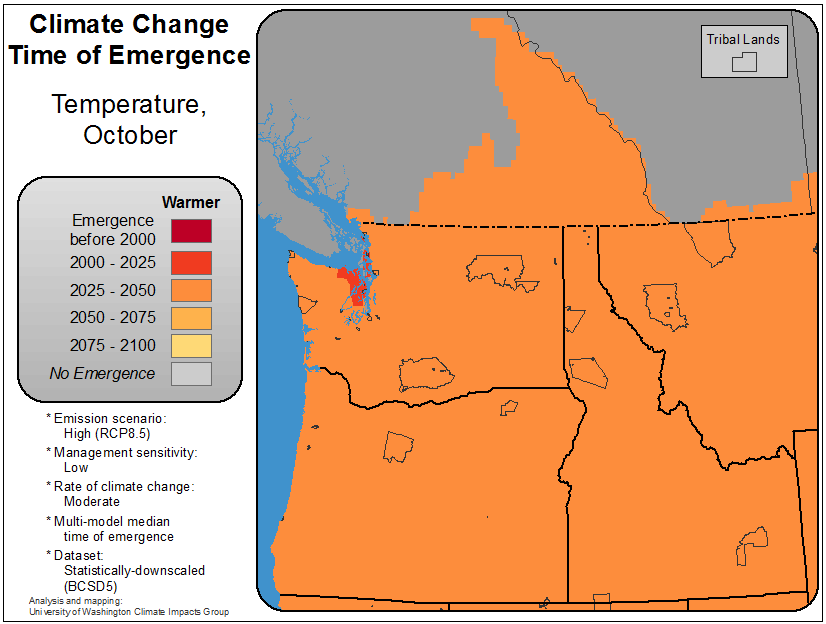 Climate Change
Time of Emergence
Temperature,
October
Warmer
Emergence
before 2000
2000 - 2025
2025 - 2050
2050 - 2075
2075 - 2100
No Emergence
* Emission scenario:
High (RCP8.5)
* Management sensitivity:
Low
* Rate of climate change:
Moderate
* Multi-model median
time of emergence
* Dataset:
Statistically-downscaled
(BCSD5)
Analysis and mapping:
University of Washington Climate Impacts Group
Tribal Lands